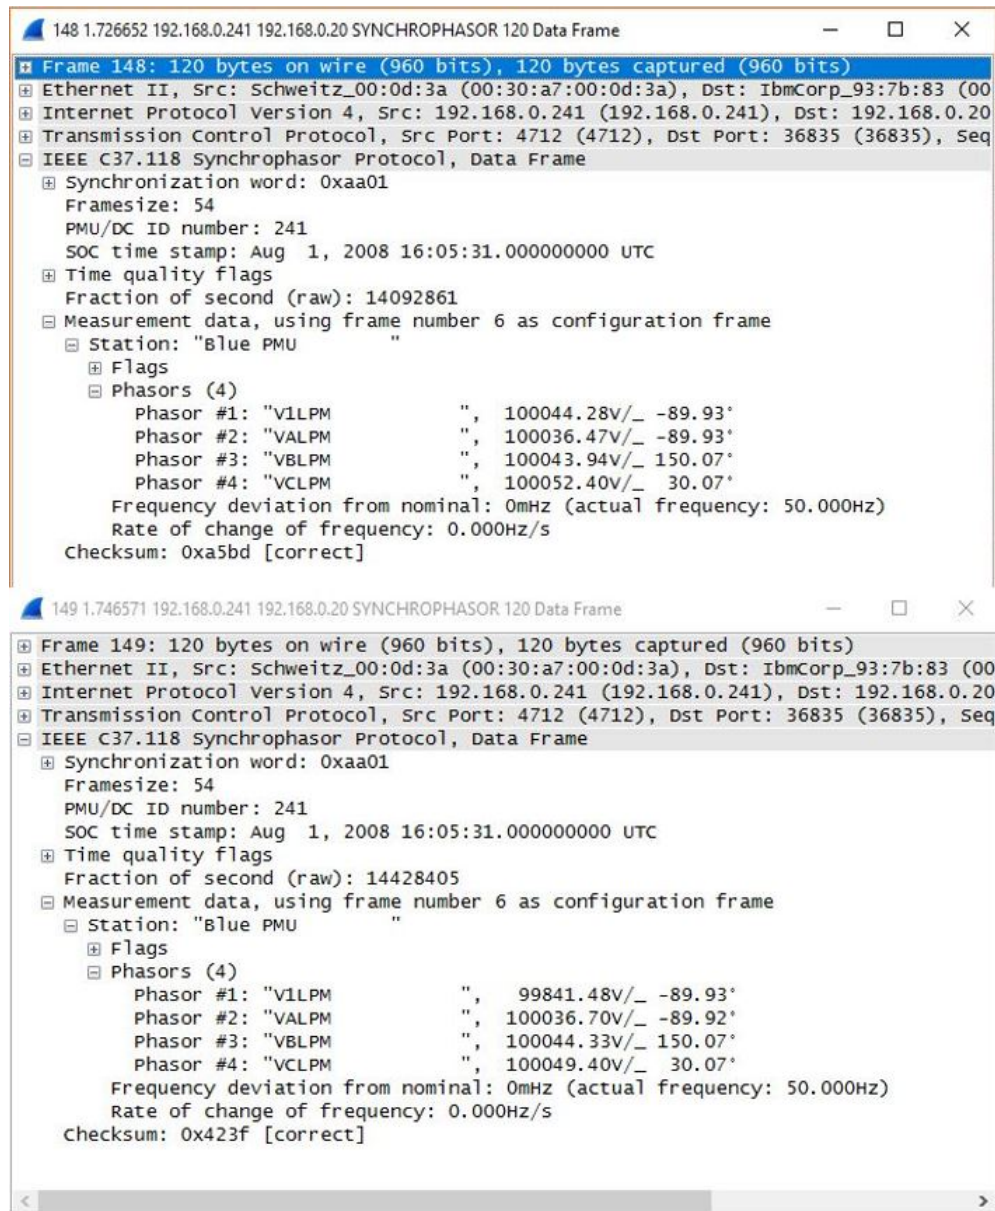 148 1.726652 192.168.0.241 192.168.0.20 SYNCHROPHASOR 120 Data Frame
Frame 148: 120 bytes on wire (960 bits), 120 bytes captured (960 bits)
Ethernet II, Src: Schweitz_00:0d:3a (00:30:a7:00:0d:3a), Dst: IbmCorp_93:7b:83 (00
Internet Protocol Version 4, Src: 192.168.0.241 (192.168.0.241), Dst: 192.168.0.20
Transmission Control Protocol, Src Port: 4712 (4712), Dst Port: 36835 (36835), Seq
IEEE C37.118 Synchrophasor Protocol, Data Frame
Synchronization word: 0xaa01
Framesize: 54
PMU/DC ID number: 241
SOC time stamp: Aug  1, 2008 16:05:31.000000000 UTC
Time quality flags
Fraction of second (raw): 14092861
Measurement data, using frame number 6 as configuration frame
Station: "Blue PMU        "
Flags
Phasors (4)
Phasor #1: "V1LPM           ",  100044.28V/_ -89.93°
Phasor #2: "VALPM           ",  100036.47V/_ -89.93°
Phasor #3: "VBLPM           ",  100043.94V/_ 150.07°
Phasor #4: "VCLPM           ",  100052.40V/_  30.07°
Frequency deviation from nominal: 0mHz (actual frequency: 50.000Hz)
Rate of change of frequency: 0.000Hz/s
Checksum: 0xa5bd [correct]
149 1.746571 192.168.0.241 192.168.0.20 SYNCHROPHASOR 120 Data Frame
Frame 149: 120 bytes on wire (960 bits), 120 bytes captured (960 bits)
Ethernet II, Src: Schweitz_00:0d:3a (00:30:a7:00:0d:3a), Dst: IbmCorp_93:7b:83 (00
Internet Protocol Version 4, Src: 192.168.0.241 (192.168.0.241), Dst: 192.168.0.20
Transmission Control Protocol, Src Port: 4712 (4712), Dst Port: 36835 (36835), Seq
IEEE C37.118 Synchrophasor Protocol, Data Frame
Synchronization word: 0xaa01
Framesize: 54
PMU/DC ID number: 241
SOC time stamp: Aug  1, 2008 16:05:31.000000000 UTC
Time quality flags
Fraction of second (raw): 14428405
Measurement data, using frame number 6 as configuration frame
Station: "Blue PMU        "
Flags
Phasors (4)
Phasor #1: "V1LPM           ",   99841.48V/_ -89.93°
Phasor #2: "VALPM           ",  100036.70V/_ -89.92°
Phasor #3: "VBLPM           ",  100044.33V/_ 150.07°
Phasor #4: "VCLPM           ",  100049.40V/_  30.07°
Frequency deviation from nominal: 0mHz (actual frequency: 50.000Hz)
Rate of change of frequency: 0.000Hz/s
Checksum: 0x423f [correct]